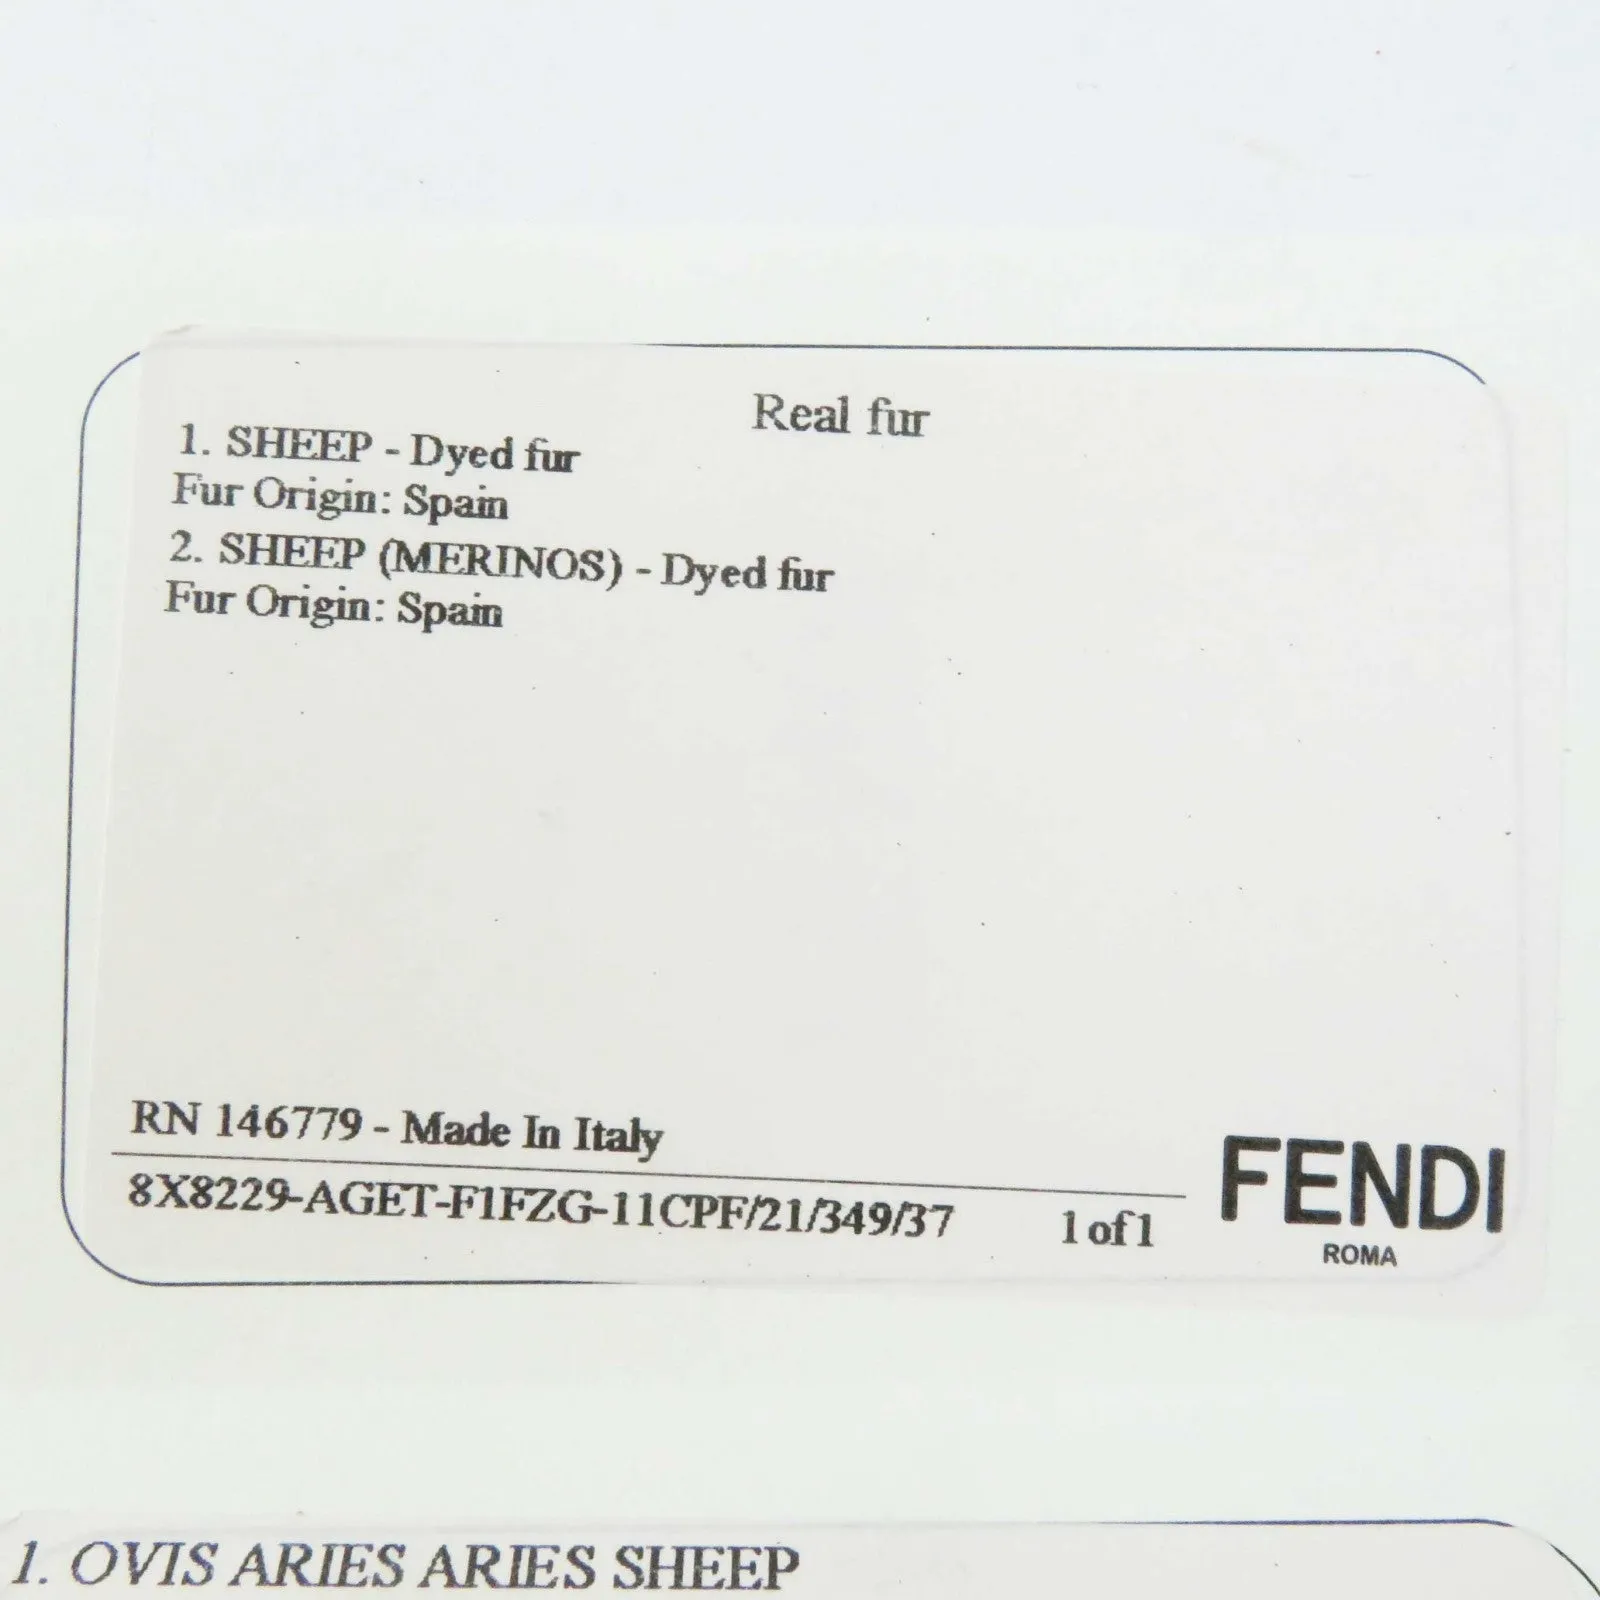 Real fur
1. SHEEP - Dyed fur
Fur Origin: Spain
2. SHEEP (MERINOS) - Dyed fur
Fur Origin: Spain
RN 146779 - Made In Italy
8X8229-AGET-F1FZG-11CPF/21/349/37 1 of 1
FENDI
ROMA
1. OVIS ARIES ARIES SHEEP